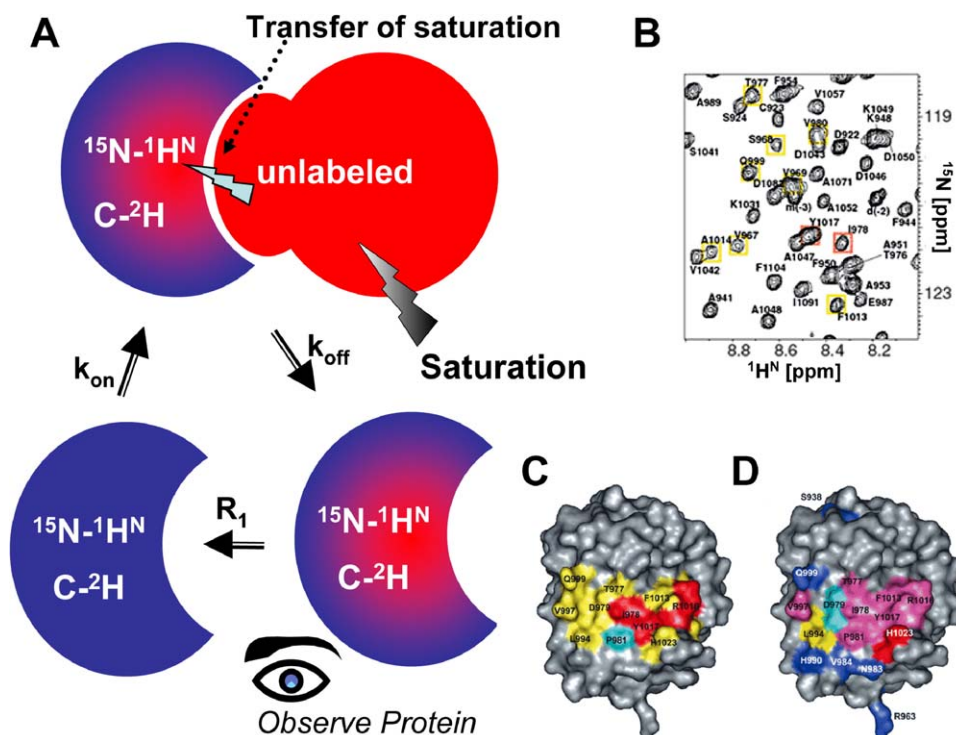 A
Transfer of saturation
¹⁵N-¹Hᴺ
C-²H
unlabeled
Saturation
kon
koff
¹⁵N-¹Hᴺ
C-²H
R₁
¹⁵N-¹Hᴺ
C-²H
Observe Protein
B
T977
F954
A989
S924
C923
V1057
119
K1049
K948
V980
S968
D922
S1041
D1043
D1050
Q999
D1046
V969
A1071
K1031
m(-3)
A1052
d(-2)
F944
Y1017
I978
A1014
V967
A951
T976
V1042
A1047
F950
F1104
A953
I1091
E987
123
A941
A1048
F1013
8.8
8.6
8.4
8.2
¹Hᴺ [ppm]
¹⁵N [ppm]
C
Q999
T977
V997
D979
F1013
I978
R1016
Y1017
L994
P981
H1023
D
S938
Q999
T977
V997
D979
F1013
R1016
I978
Y1017
L994
P981
H1023
H990
V984
N983
R963